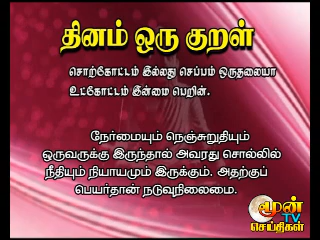 தினம் ஒரு குறள்
சொற்கோட்டம் இல்லது செப்பம் ஒருதலையா
உட்கோட்டம் இன்மை பெறின்.
நேர்மையும் நெஞ்சுறுதியும்
ஒருவருக்கு இருந்தால் அவரது சொல்லில்
நீதியும் நியாயமும் இருக்கும். அதற்குப்
பெயர்தான் நடுவுநிலைமை.
மூன்
TV
செய்திகள்